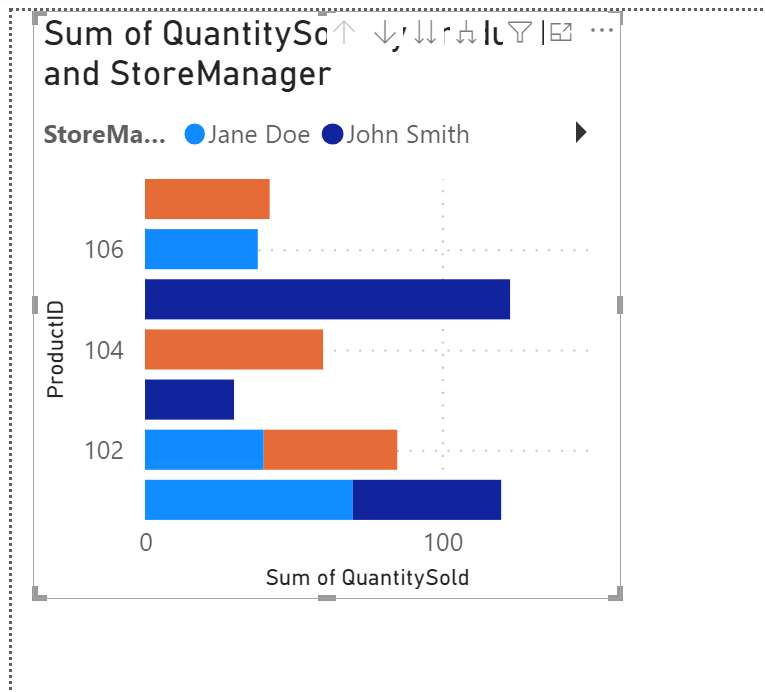 Sum of QuantitySo
and StoreManager
StoreMa... Jane Doe John Smith
ProductID
106
104
102
0 100
Sum of QuantitySold